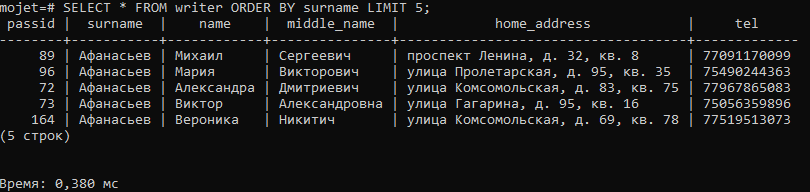 mojet=# SELECT * FROM writer ORDER BY surname LIMIT 5;
passid | surname | name | middle_name | home_address | tel
--------+-----------+------------+--------------+------------------------------------+-------------
89 | Афанасьев | Михаил | Сергеевич | проспект Ленина, д. 32, кв. 8 | 77091170099
96 | Афанасьев | Мария | Викторович | улица Пролетарская, д. 95, кв. 35 | 75490244363
72 | Афанасьев | Александра | Дмитриевич | улица Комсомольская, д. 83, кв. 75 | 77967865083
73 | Афанасьев | Виктор | Александровна | улица Гагарина, д. 95, кв. 16 | 75056359896
164 | Афанасьев | Вероника | Никитич | улица Комсомольская, д. 69, кв. 78 | 77519513073
(5 строк)
Время: 0,380 мс